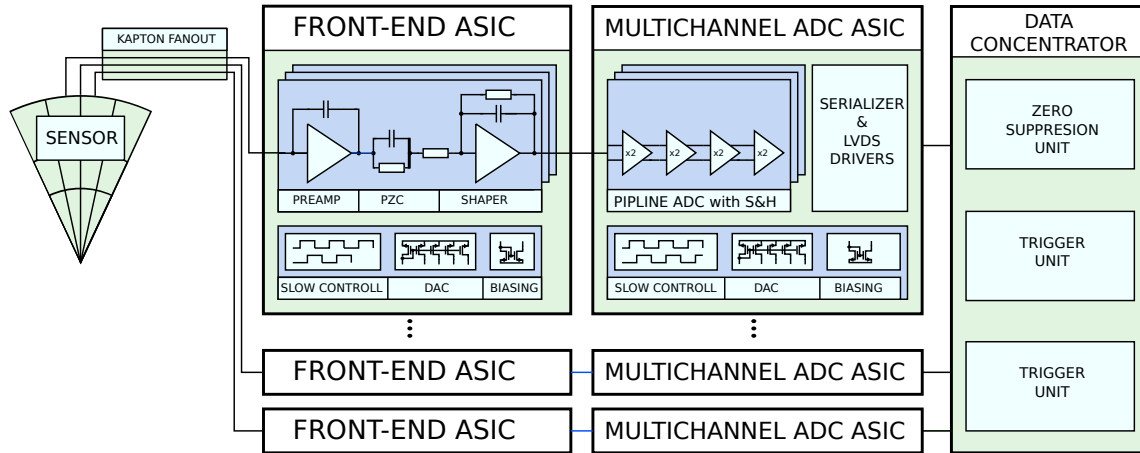 KAPTON FANOUT
SENSOR
FRONT-END ASIC
PREAMP
PZC
SHAPER
SLOW CONTROLL
DAC
BIASING
MULTICHANNEL ADC ASIC
x2
x2
x2
x2
PIPLINE ADC with S&H
SERIALIZER
&
LVDS
DRIVERS
SLOW CONTROLL
DAC
BIASING
DATA
CONCENTRATOR
ZERO
SUPPRESION
UNIT
TRIGGER
UNIT
TRIGGER
UNIT
FRONT-END ASIC
MULTICHANNEL ADC ASIC
FRONT-END ASIC
MULTICHANNEL ADC ASIC